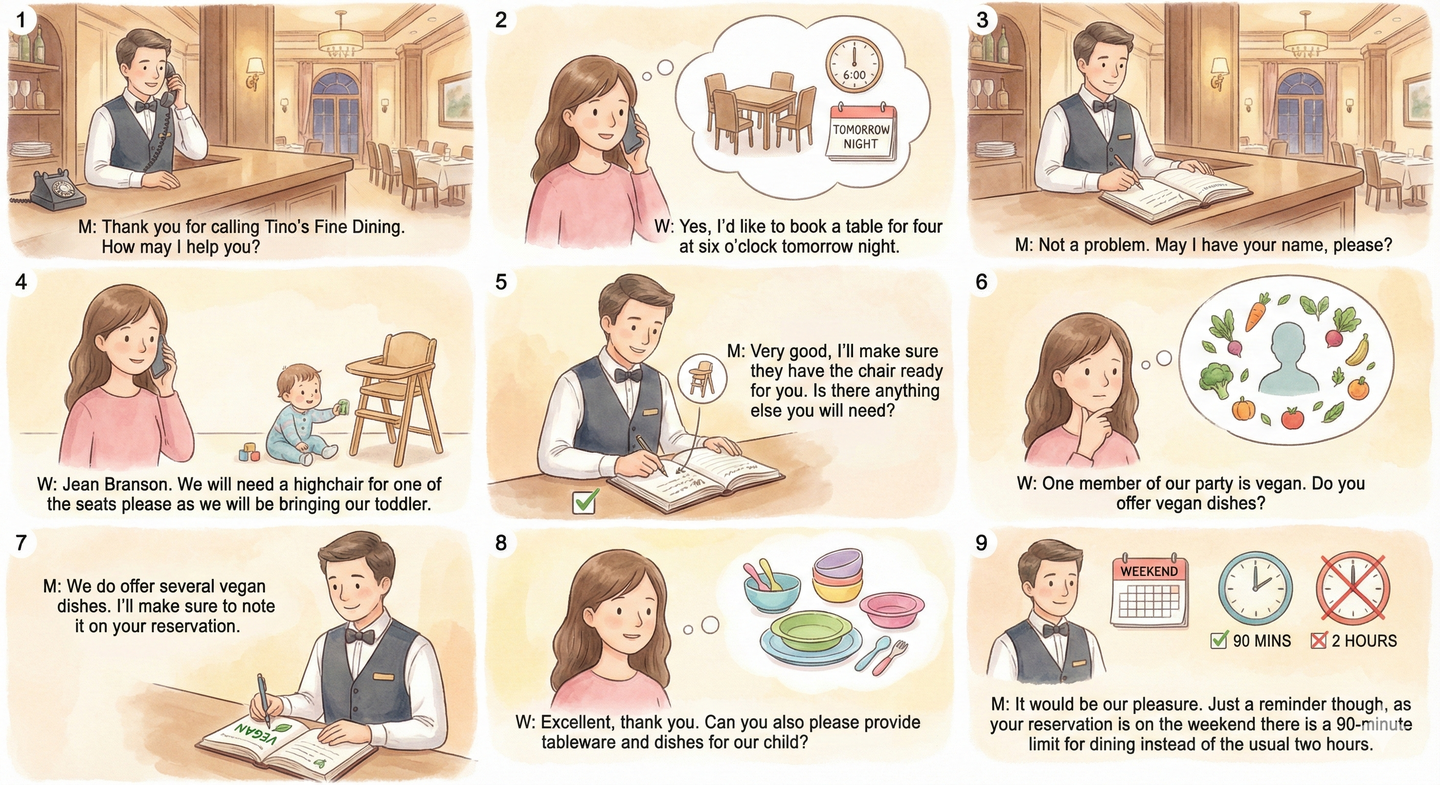 1
M: Thank you for calling Tino's Fine Dining.
How may I help you?
2
6:00
TOMORROW
NIGHT
W: Yes, I'd like to book a table for four
at six o'clock tomorrow night.
3
M: Not a problem. May I have your name, please?
4
W: Jean Branson. We will need a highchair for one of
the seats please as we will be bringing our toddler.
5
M: Very good, I'll make sure
they have the chair ready
for you. Is there anything
else you will need?
6
W: One member of our party is vegan. Do you
offer vegan dishes?
7
M: We do offer several vegan
dishes. I'll make sure to note
it on your reservation.
VEGAN
8
W: Excellent, thank you. Can you also please provide
tableware and dishes for our child?
9
WEEKEND
90 MINS
2 HOURS
M: It would be our pleasure. Just a reminder though, as
your reservation is on the weekend there is a 90-minute
limit for dining instead of the usual two hours.